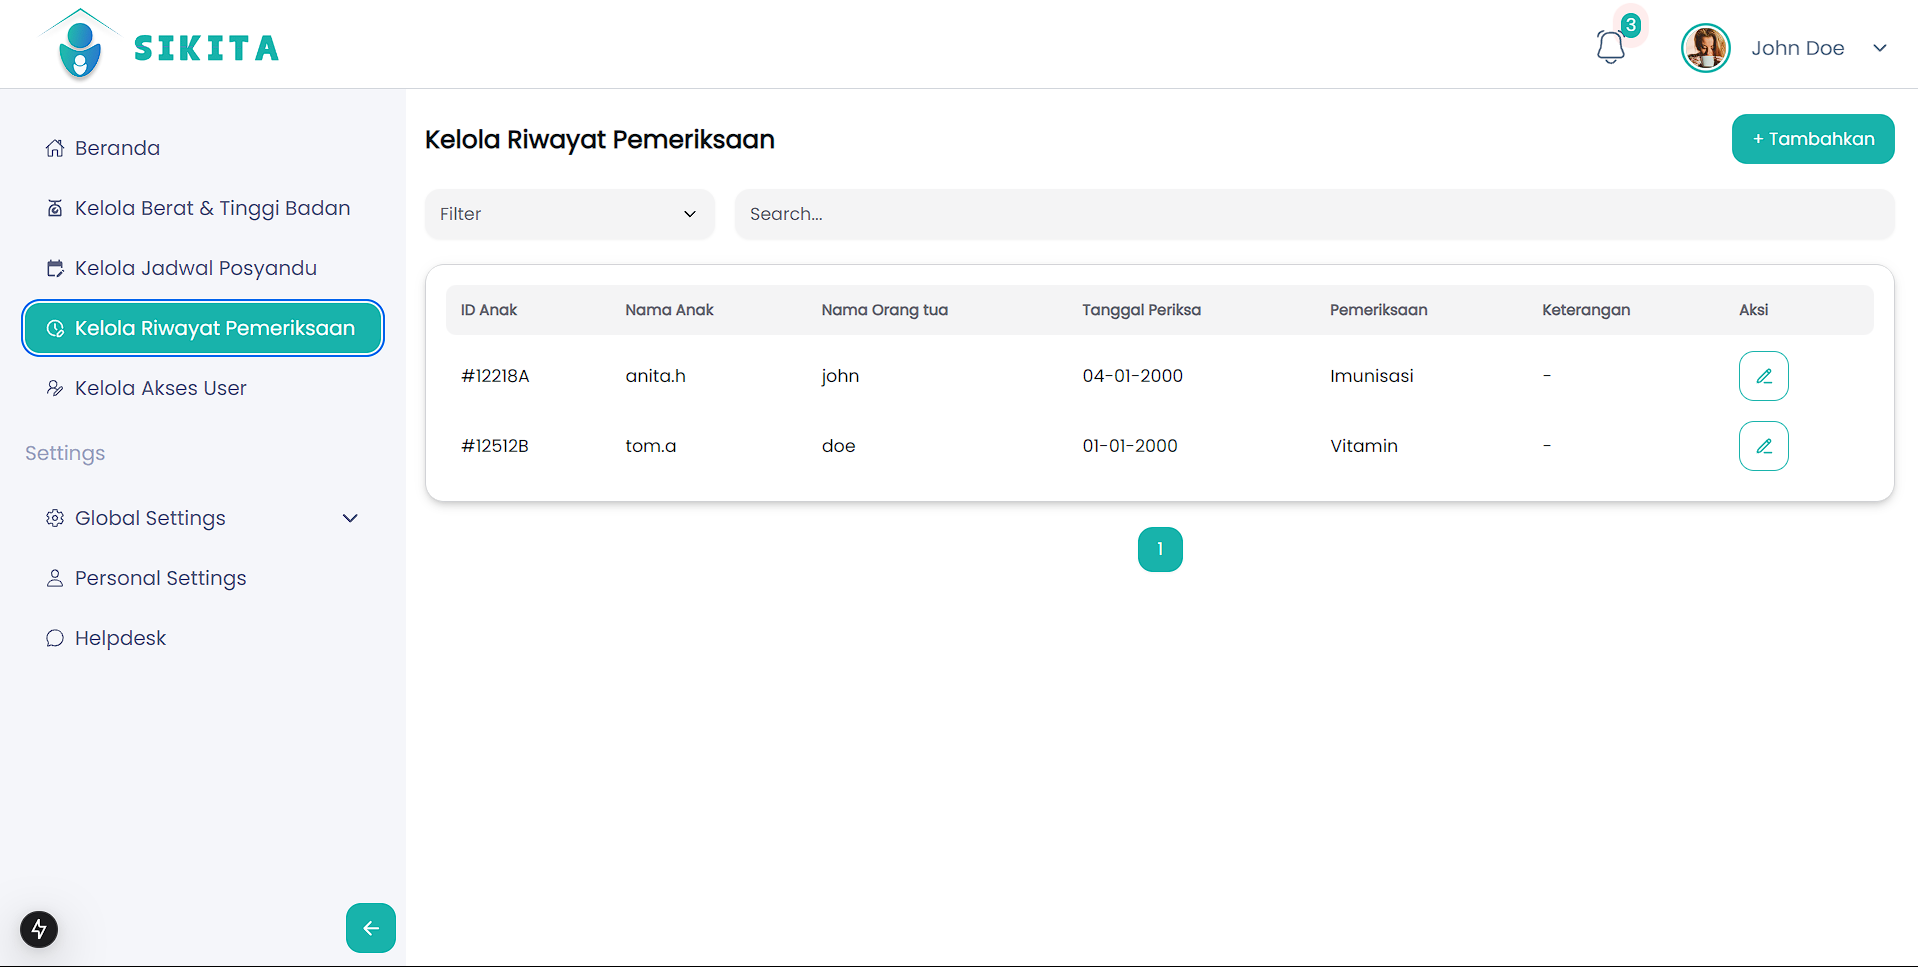 SIKITA
3
John Doe
Beranda
Kelola Berat & Tinggi Badan
Kelola Jadwal Posyandu
Kelola Riwayat Pemeriksaan
Kelola Akses User
Settings
Global Settings
Personal Settings
Helpdesk
Kelola Riwayat Pemeriksaan
+ Tambahkan
Filter
Search...
ID Anak Nama Anak Nama Orang tua Tanggal Periksa Pemeriksaan Keterangan Aksi
#12218A anita.h john 04-01-2000 Imunisasi -
#12512B tom.a doe 01-01-2000 Vitamin -
1